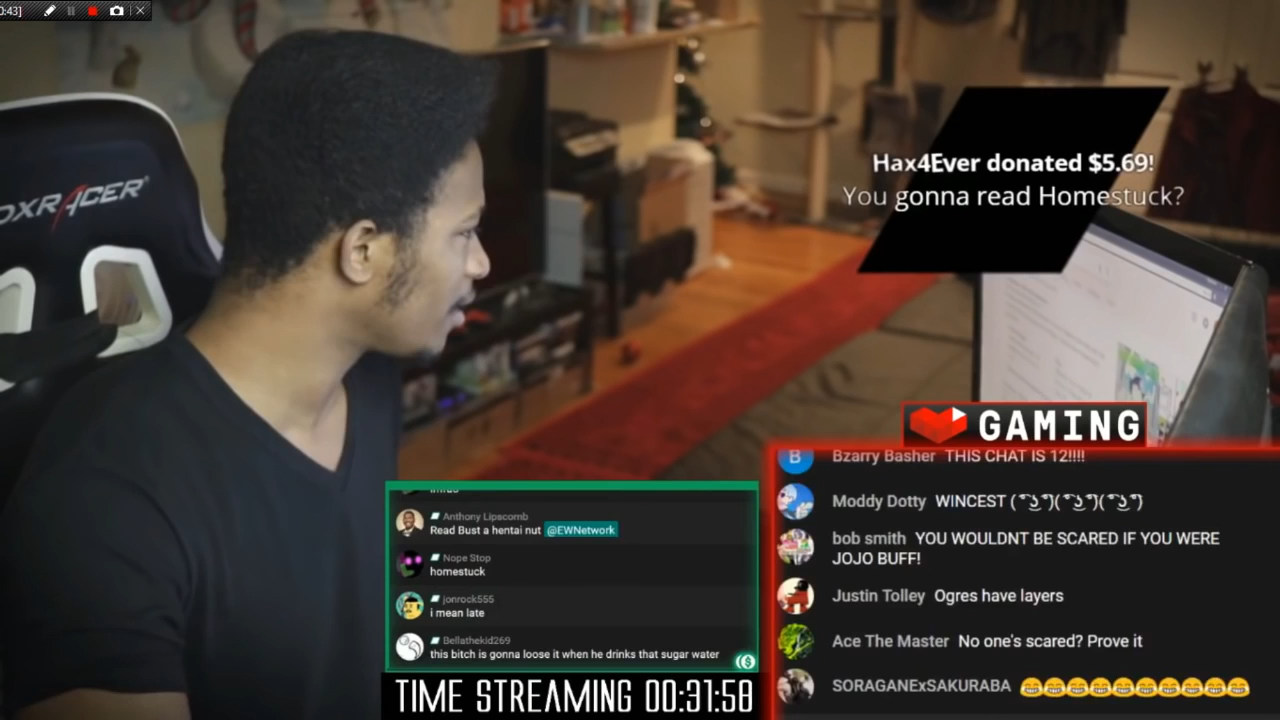 0:43]
DXRACER
Hax4Ever donated $5.69!
You gonna read Homestuck?
GAMING
B
Bzarry Basher THIS CHAT IS 12!!!!
Moddy Dotty WINCEST ( ͡° ͜ʖ ͡°)( ͡° ͜ʖ ͡°)( ͡° ͜ʖ ͡°)
bob smith YOU WOULDNT BE SCARED IF YOU WERE
JOJO BUFF!
Justin Tolley Ogres have layers
Ace The Master No one's scared? Prove it
SORAGANExSAKURABA 😂😂😂😂😂😂😂😂😂😂
Anthony Lipscomb
Read Bust a hentai nut @EWNetwork
Nope Stop
homestuck
jonrock555
i mean late
Bellathekid269
this bitch is gonna loose it when he drinks that sugar water
TIME STREAMING 00:31:58